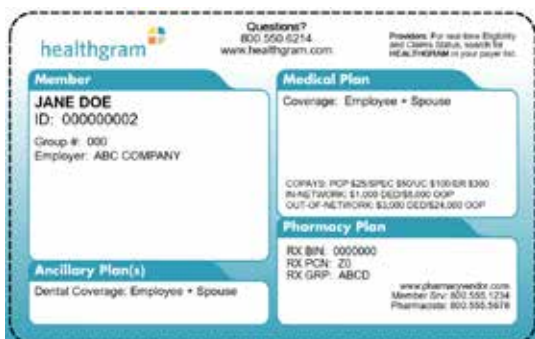 healthgram
Questions?
800 550 6214
www.healthgram.com
Providers: For real-time Eligibility
and Claims Status, search for
HEALTHGRAM in your payer list.
Member
JANE DOE
ID: 000000002
Group #: 000
Employer: ABC COMPANY
Ancillary Plan(s)
Dental Coverage: Employee + Spouse
Medical Plan
Coverage: Employee + Spouse
COPAYS: PCP $25/SPEC $50/UC $100/ER $300
IN-NETWORK: $1,000 DED/$5,000 OOP
OUT-OF-NETWORK: $3,000 DED/$24,000 OOP
Pharmacy Plan
RX BIN: 0000000
RX PCN: Z0
RX GRP: ABCD
www.pharmacyvendor.com
Member Srv: 800.555.1234
Pharmacists: 800.555.5678